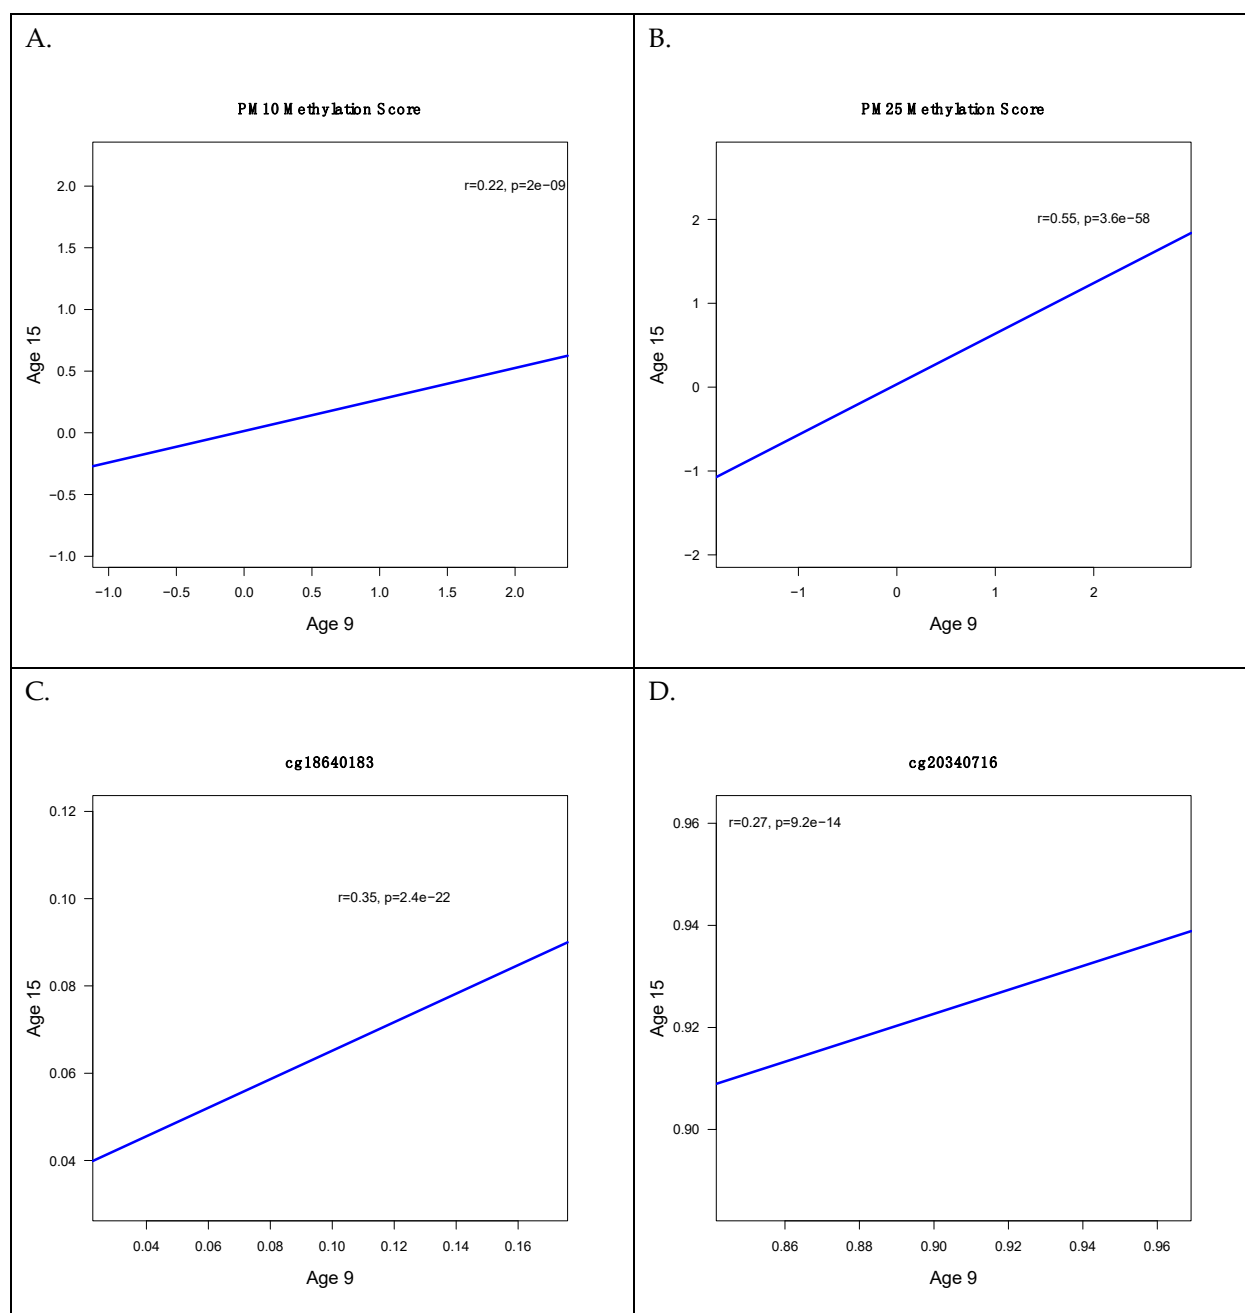 A.
PM10 Methylation Score
r=0.22, p=2e−09
2.0
1.5
1.0
0.5
0.0
−0.5
−1.0
Age 15
−1.0 −0.5 0.0 0.5 1.0 1.5 2.0
Age 9
B.
PM25 Methylation Score
r=0.55, p=3.6e−58
2
1
0
−1
−2
Age 15
−1 0 1 2
Age 9
C.
cg18640183
r=0.35, p=2.4e−22
0.12
0.10
0.08
0.06
0.04
Age 15
0.04 0.06 0.08 0.10 0.12 0.14 0.16
Age 9
D.
cg20340716
r=0.27, p=9.2e−14
0.96
0.94
0.92
0.90
Age 15
0.86 0.88 0.90 0.92 0.94 0.96
Age 9